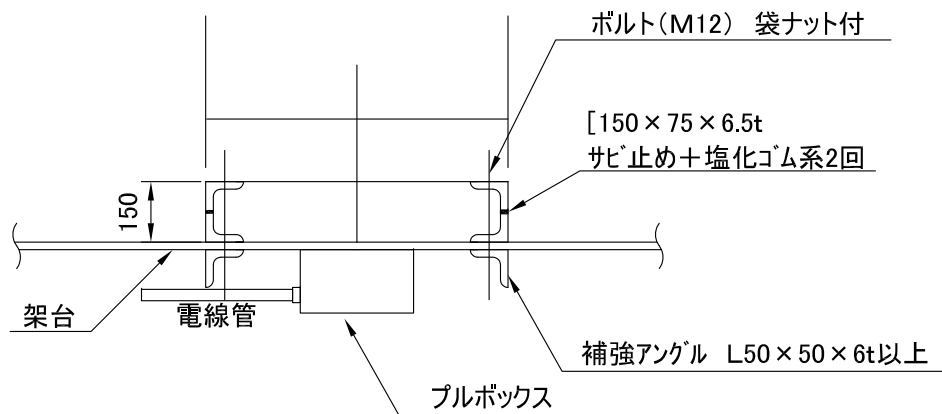 ボルト(M12) 袋ナット付
[150×75×6.5t
サビ止め+塩化ゴム系2回
150
架台
電線管
補強アングル L50×50×6t以上
プルボックス